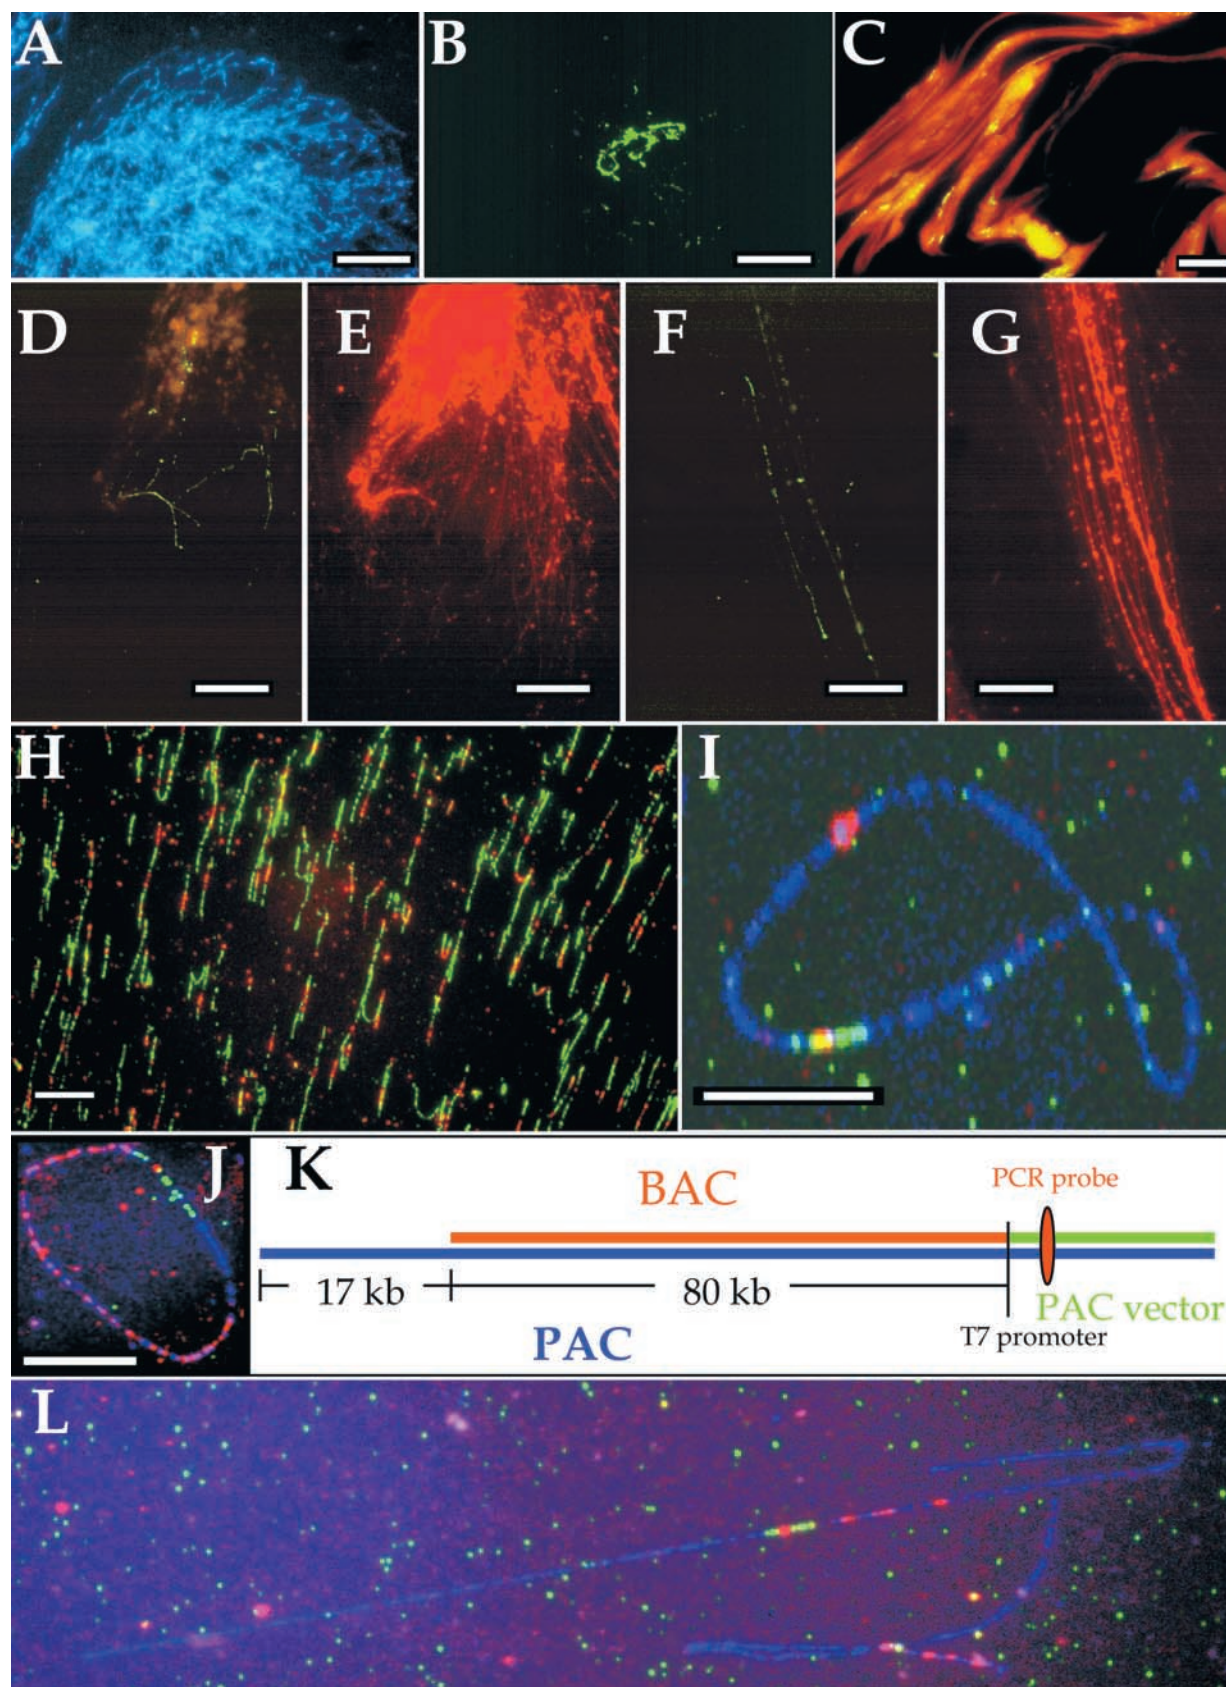 A B C
D E F G
H I
J K BAC PCR probe
17 kb 80 kb PAC vector
PAC T7 promoter
L